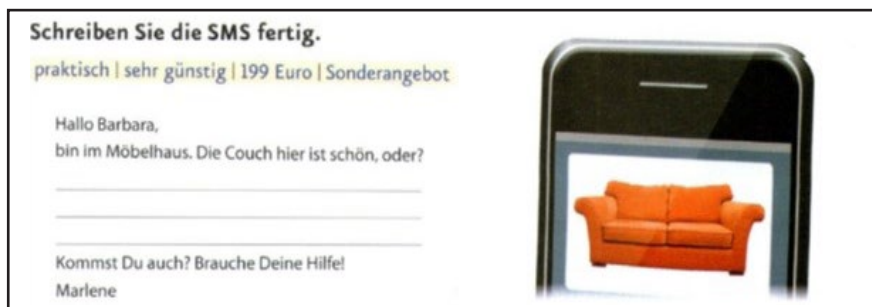 Schreiben Sie die SMS fertig.
praktisch | sehr günstig | 199 Euro | Sonderangebot
Hallo Barbara,
bin im Möbelhaus. Die Couch hier ist schön, oder?
Kommst Du auch? Brauche Deine Hilfe!
Marlene